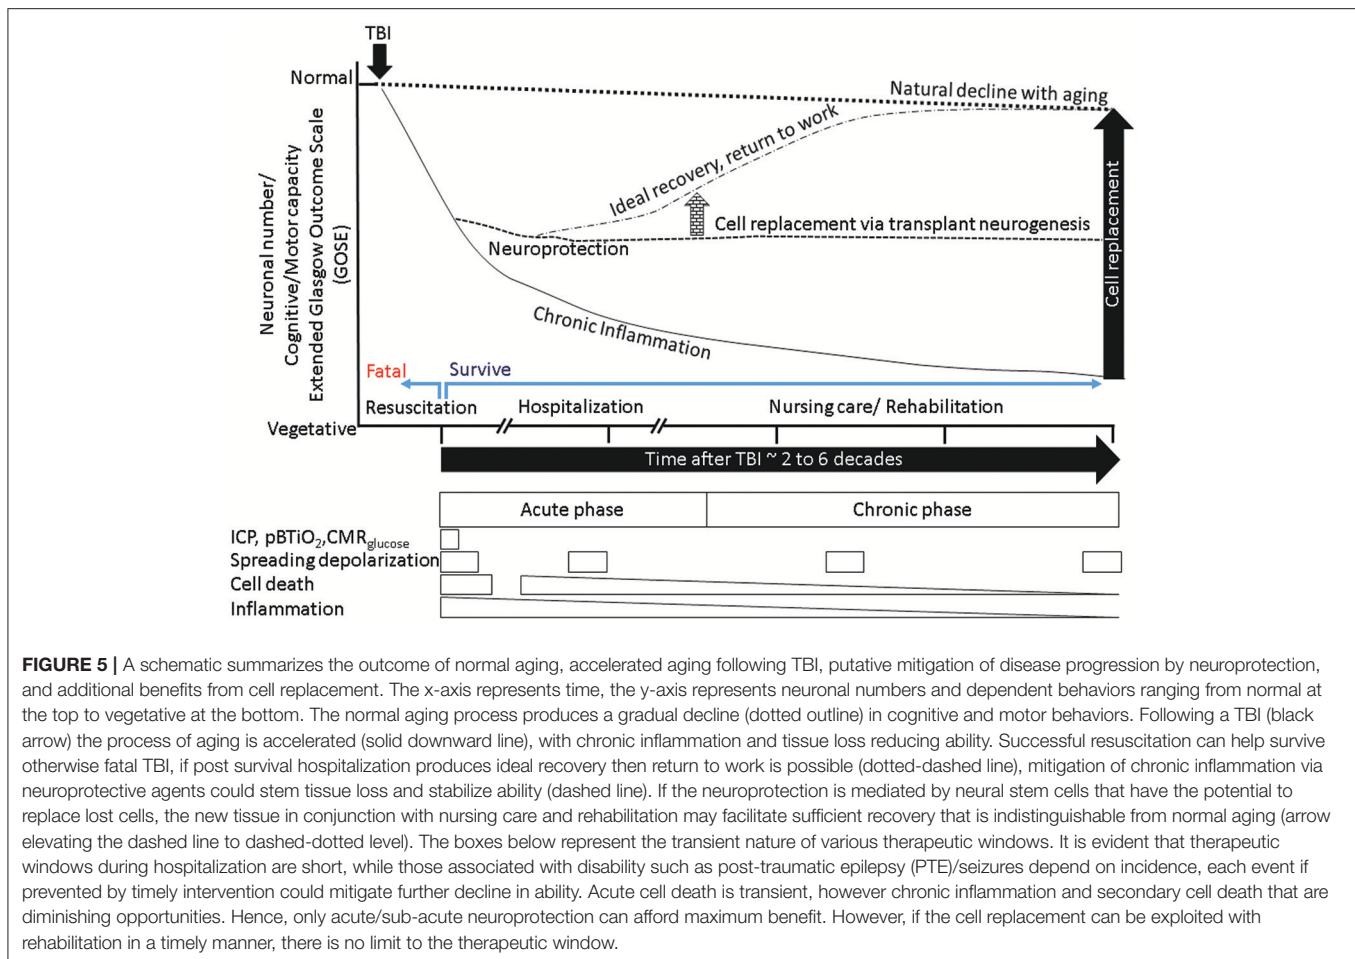 TBI
Normal
Natural decline with aging
Ideal recovery, return to work
Cell replacement via transplant neurogenesis
Neuroprotection
Chronic Inflammation
Cell replacement
Neuronal number/
Cognitive/Motor capacity
Extended Glasgow Outcome Scale
(GOSE)
Fatal
Survive
Resuscitation
Hospitalization
Nursing care/ Rehabilitation
Vegetative
Time after TBI ~ 2 to 6 decades
Acute phase
Chronic phase
ICP, pBTiO2,CMRglucose
Spreading depolarization
Cell death
Inflammation
FIGURE 5 | A schematic summarizes the outcome of normal aging, accelerated aging following TBI, putative mitigation of disease progression by neuroprotection,
and additional benefits from cell replacement. The x-axis represents time, the y-axis represents neuronal numbers and dependent behaviors ranging from normal at
the top to vegetative at the bottom. The normal aging process produces a gradual decline (dotted outline) in cognitive and motor behaviors. Following a TBI (black
arrow) the process of aging is accelerated (solid downward line), with chronic inflammation and tissue loss reducing ability. Successful resuscitation can help survive
otherwise fatal TBI, if post survival hospitalization produces ideal recovery then return to work is possible (dotted-dashed line), mitigation of chronic inflammation via
neuroprotective agents could stem tissue loss and stabilize ability (dashed line). If the neuroprotection is mediated by neural stem cells that have the potential to
replace lost cells, the new tissue in conjunction with nursing care and rehabilitation may facilitate sufficient recovery that is indistinguishable from normal aging (arrow
elevating the dashed line to dashed-dotted level). The boxes below represent the transient nature of various therapeutic windows. It is evident that therapeutic
windows during hospitalization are short, while those associated with disability such as post-traumatic epilepsy (PTE)/seizures depend on incidence, each event if
prevented by timely intervention could mitigate further decline in ability. Acute cell death is transient, however chronic inflammation and secondary cell death that are
diminishing opportunities. Hence, only acute/sub-acute neuroprotection can afford maximum benefit. However, if the cell replacement can be exploited with
rehabilitation in a timely manner, there is no limit to the therapeutic window.